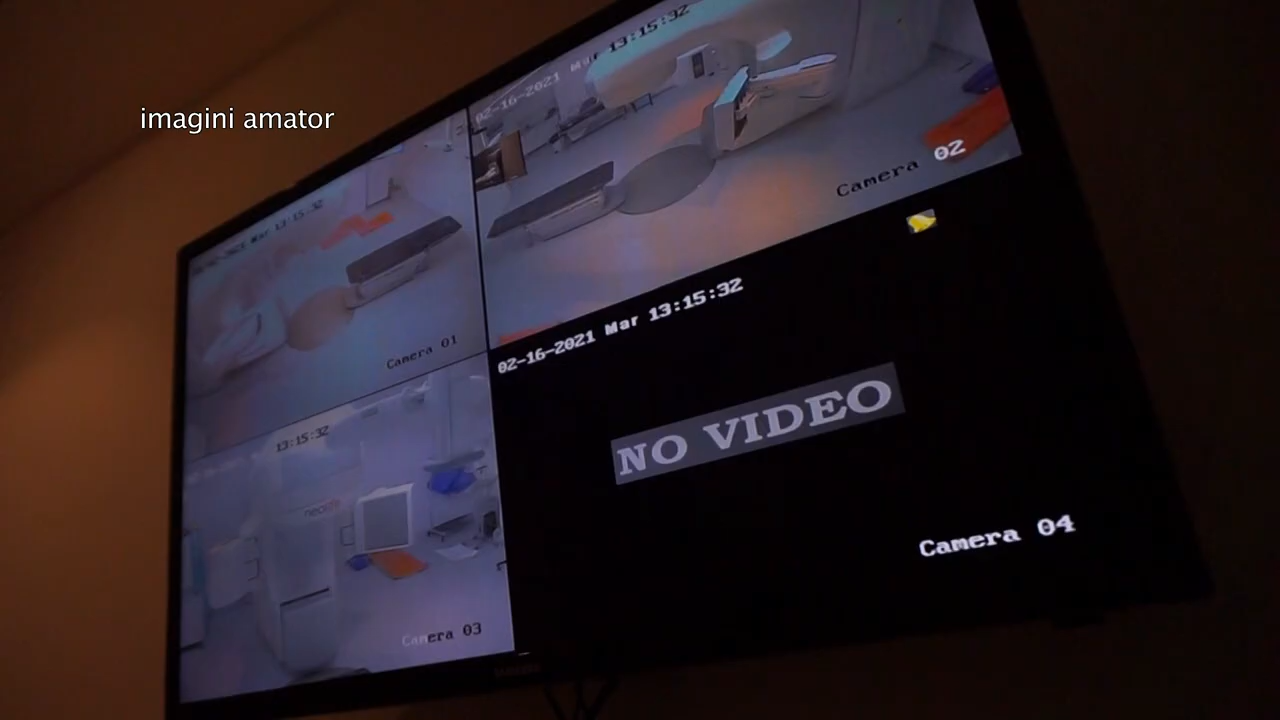 imagini amator
02-16-2021 Mar 13:15:32
Mar 13:15:32
Camera 02
Camera 01
02-16-2021 Mar 13:15:32
NO VIDEO
13:15:32
Camera 04
Camera 03